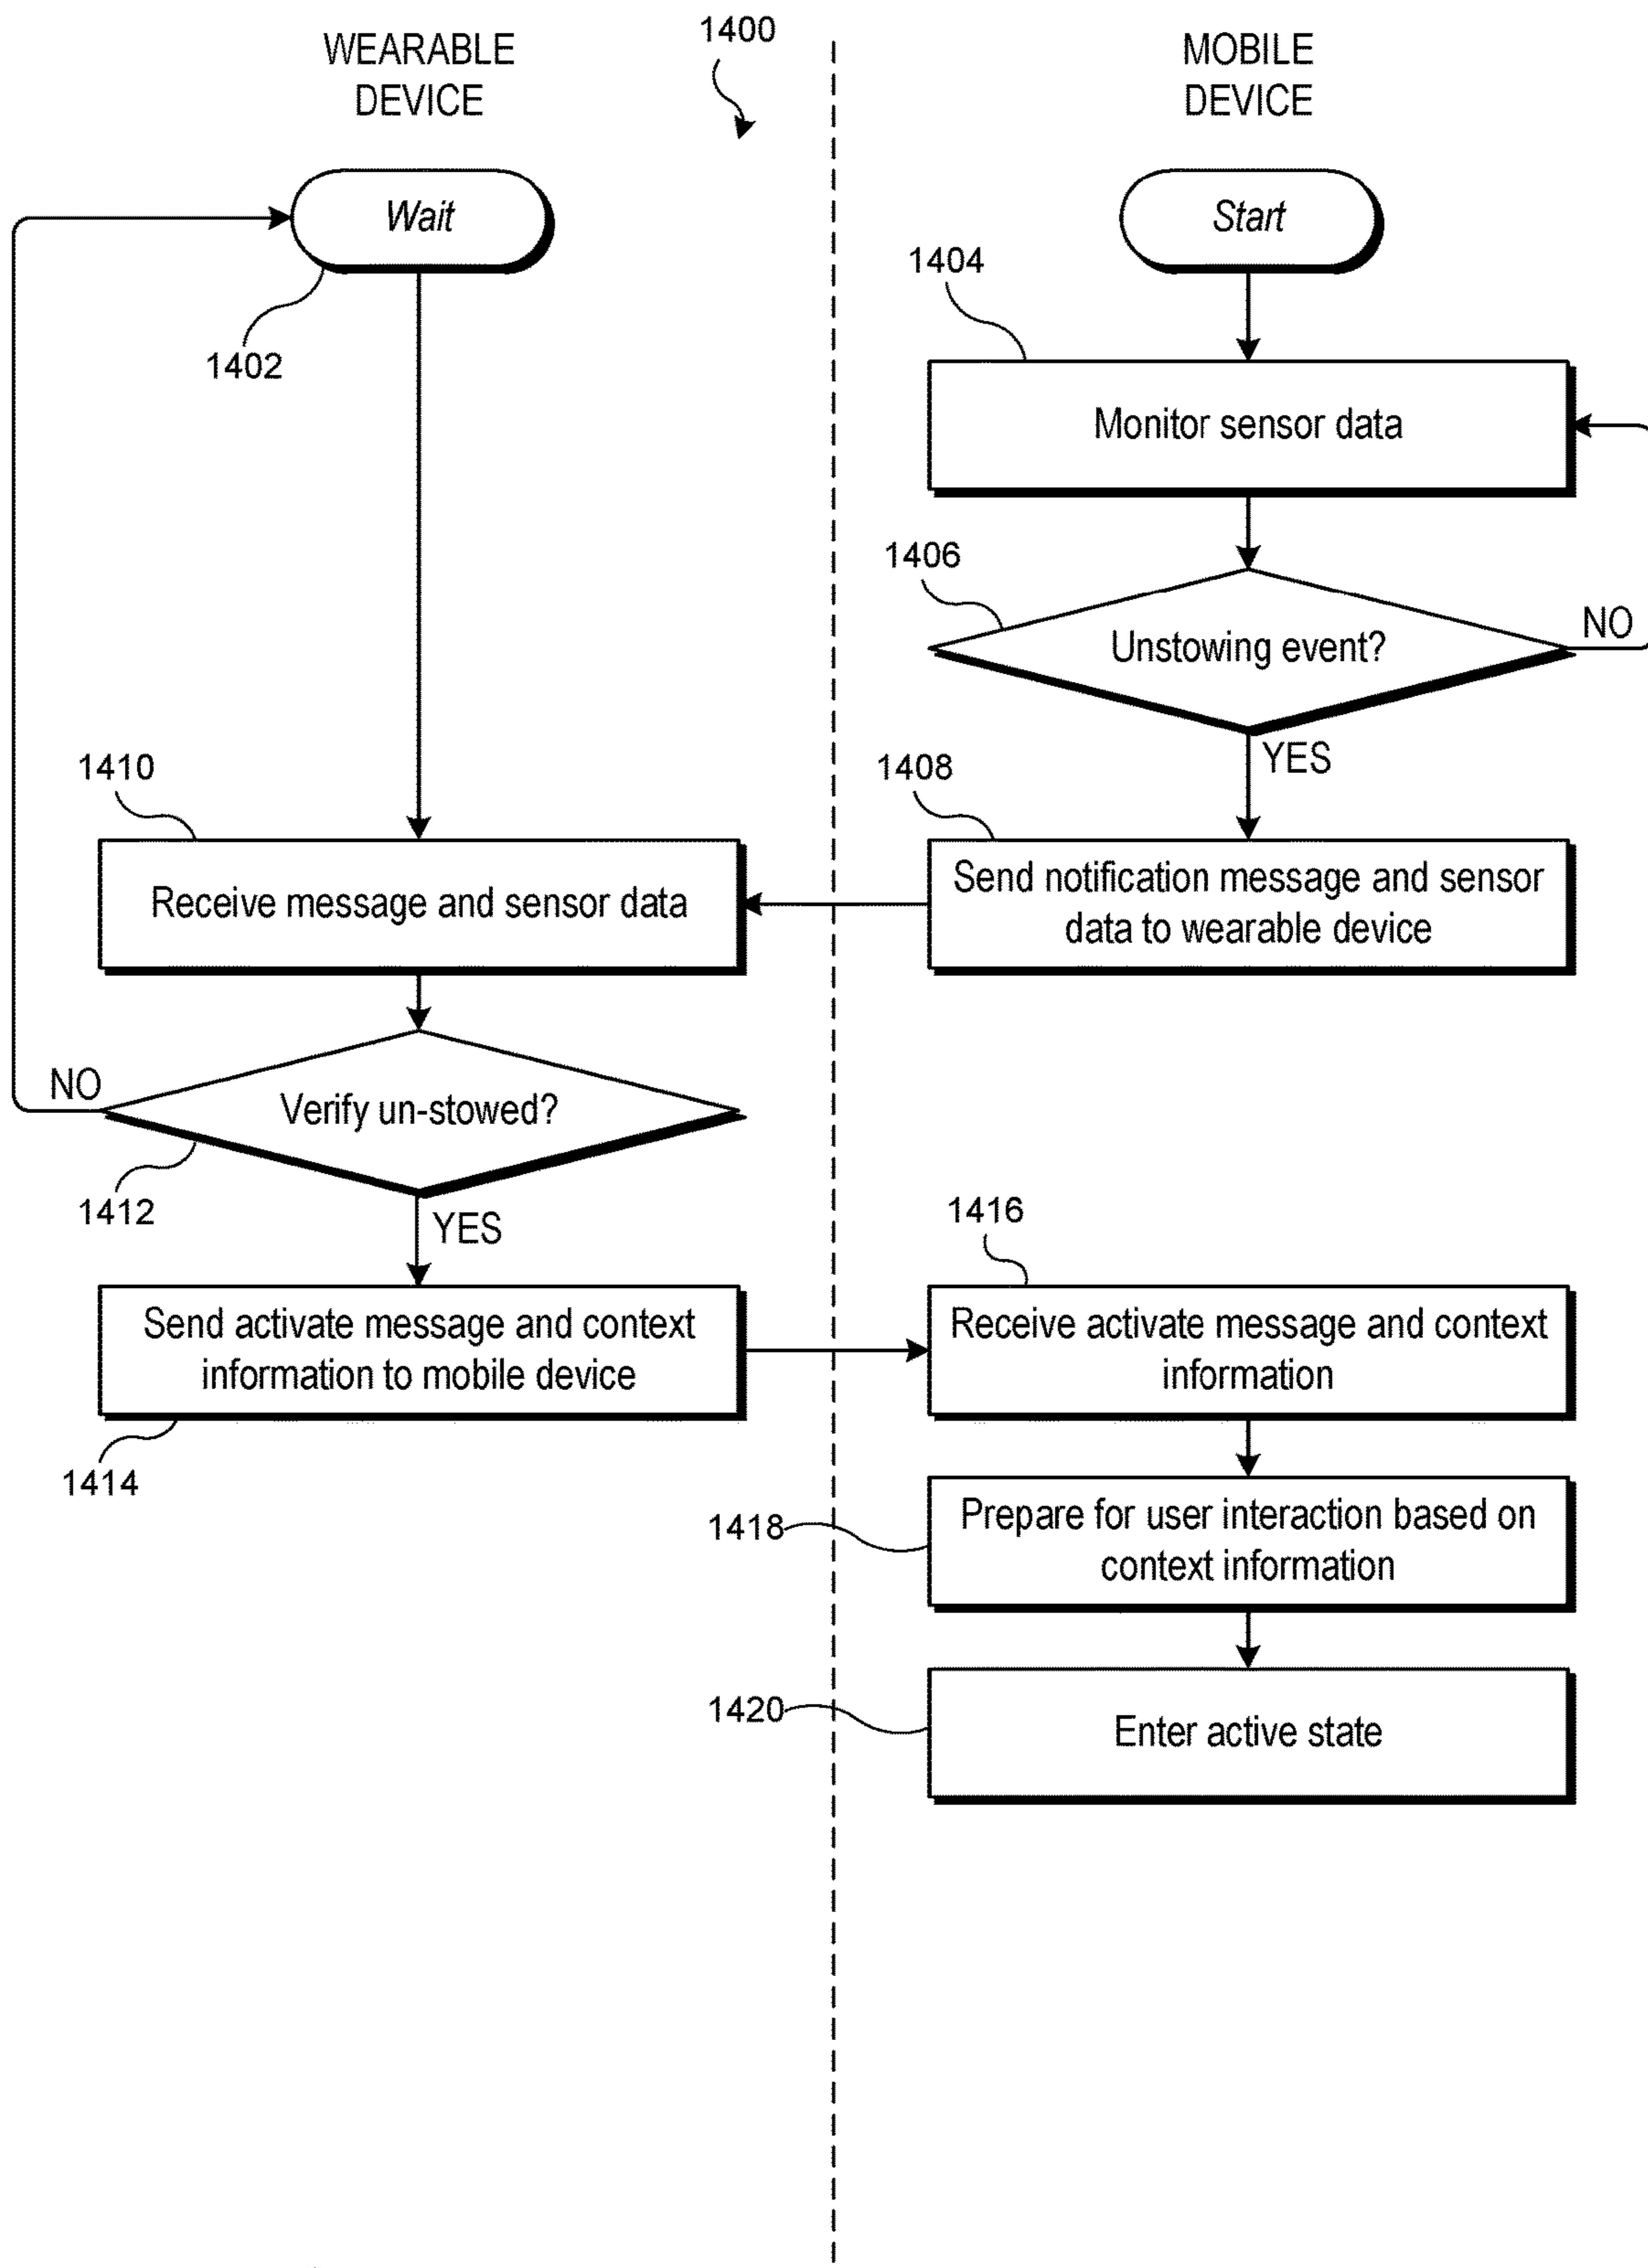 1400
WEARABLE
DEVICE
MOBILE
DEVICE
Wait
Start
1402
1404
Monitor sensor data
1406
Unstowing event?
NO
YES
1410
1408
Receive message and sensor data
Send notification message and sensor
data to wearable device
NO
Verify un-stowed?
1412
YES
1416
Send activate message and context
information to mobile device
Receive activate message and context
information
1414
1418
Prepare for user interaction based on
context information
1420
Enter active state